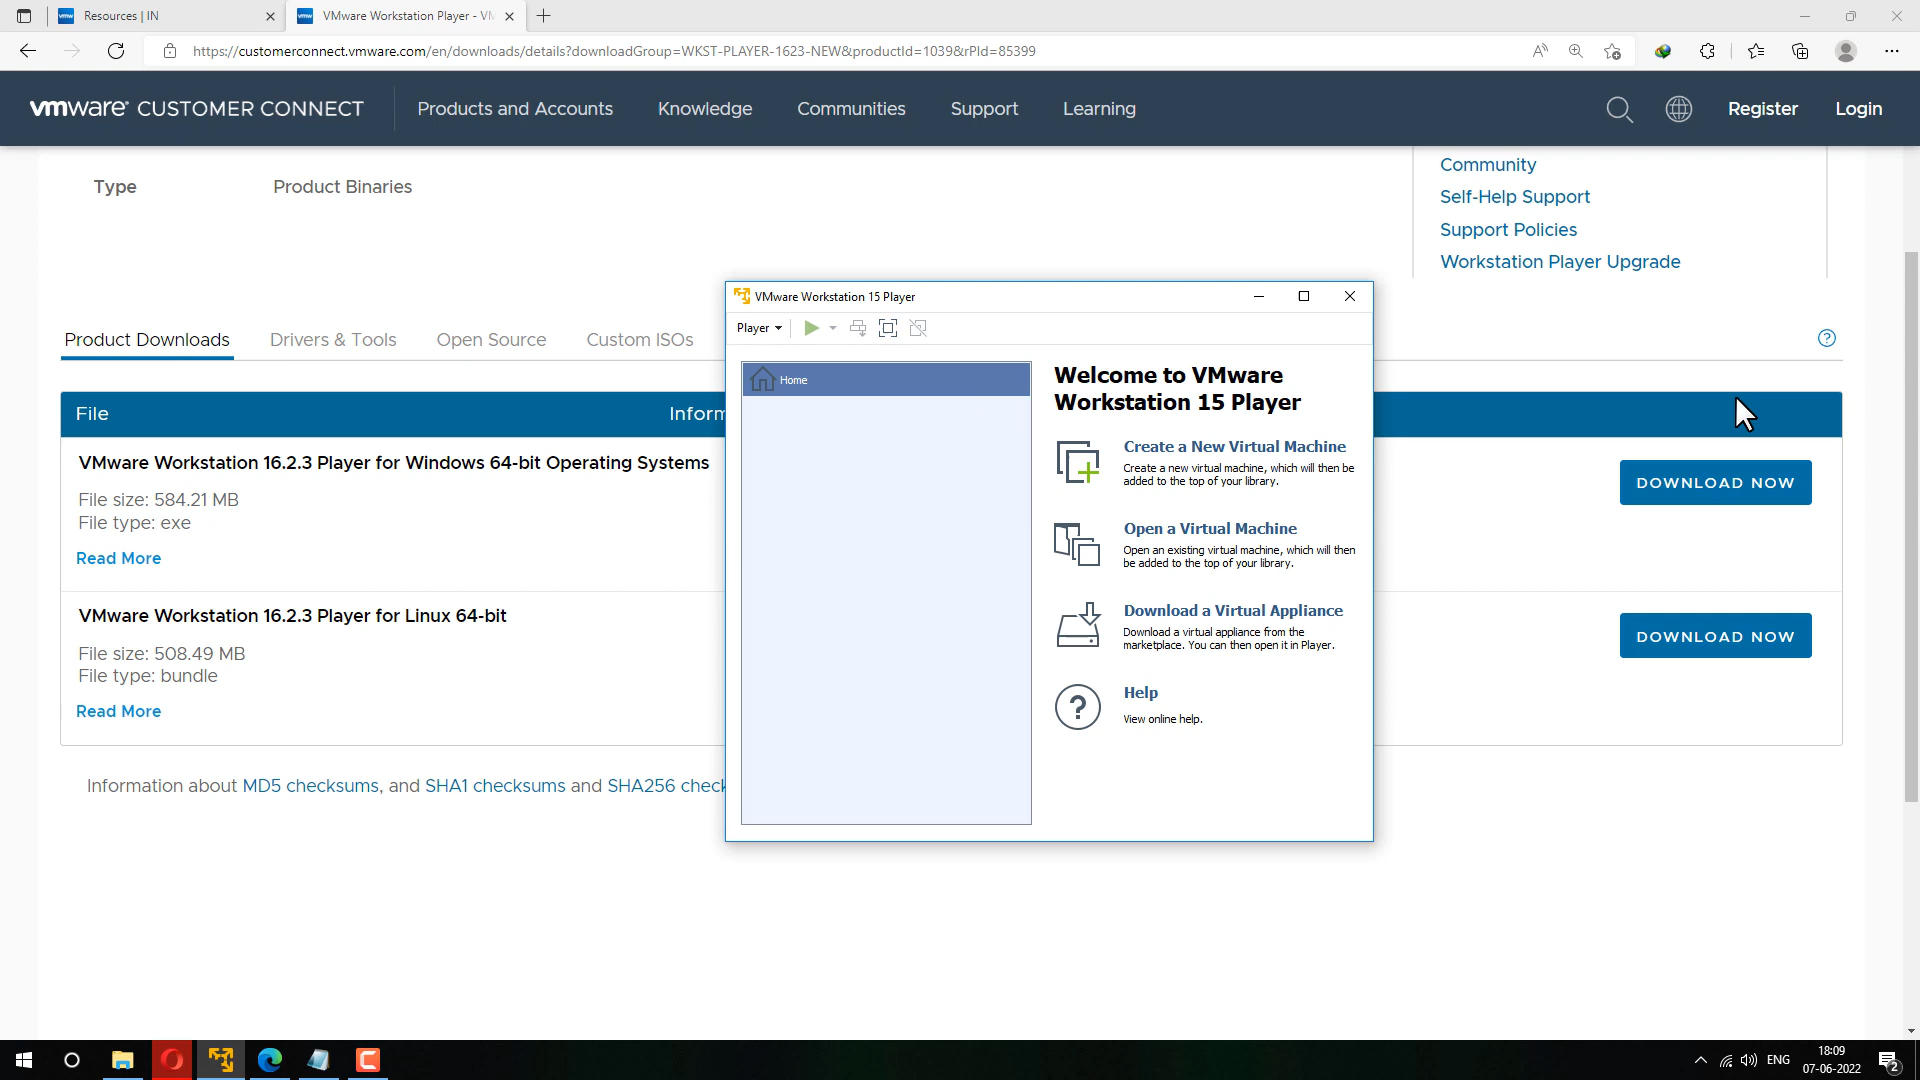 Resources | IN
VMware Workstation Player - VM
https://customerconnect.vmware.com/en/downloads/details?downloadGroup=WKST-PLAYER-1623-NEW&productId=1039&rPId=85399
vmware® CUSTOMER CONNECT
Products and Accounts
Knowledge
Communities
Support
Learning
Register
Login
Type
Product Binaries
Community
Self-Help Support
Support Policies
Workstation Player Upgrade
Product Downloads
Drivers & Tools
Open Source
Custom ISOs
File
Inform
VMware Workstation 16.2.3 Player for Windows 64-bit Operating Systems
File size: 584.21 MB
File type: exe
Read More
DOWNLOAD NOW
VMware Workstation 16.2.3 Player for Linux 64-bit
File size: 508.49 MB
File type: bundle
Read More
DOWNLOAD NOW
Information about MD5 checksums, and SHA1 checksums and SHA256 check
VMware Workstation 15 Player
Player
Home
Welcome to VMware
Workstation 15 Player
Create a New Virtual Machine
Create a new virtual machine, which will then be
added to the top of your library.
Open a Virtual Machine
Open an existing virtual machine, which will then
be added to the top of your library.
Download a Virtual Appliance
Download a virtual appliance from the
marketplace. You can then open it in Player.
Help
View online help.
ENG
18:09
07-06-2022
2